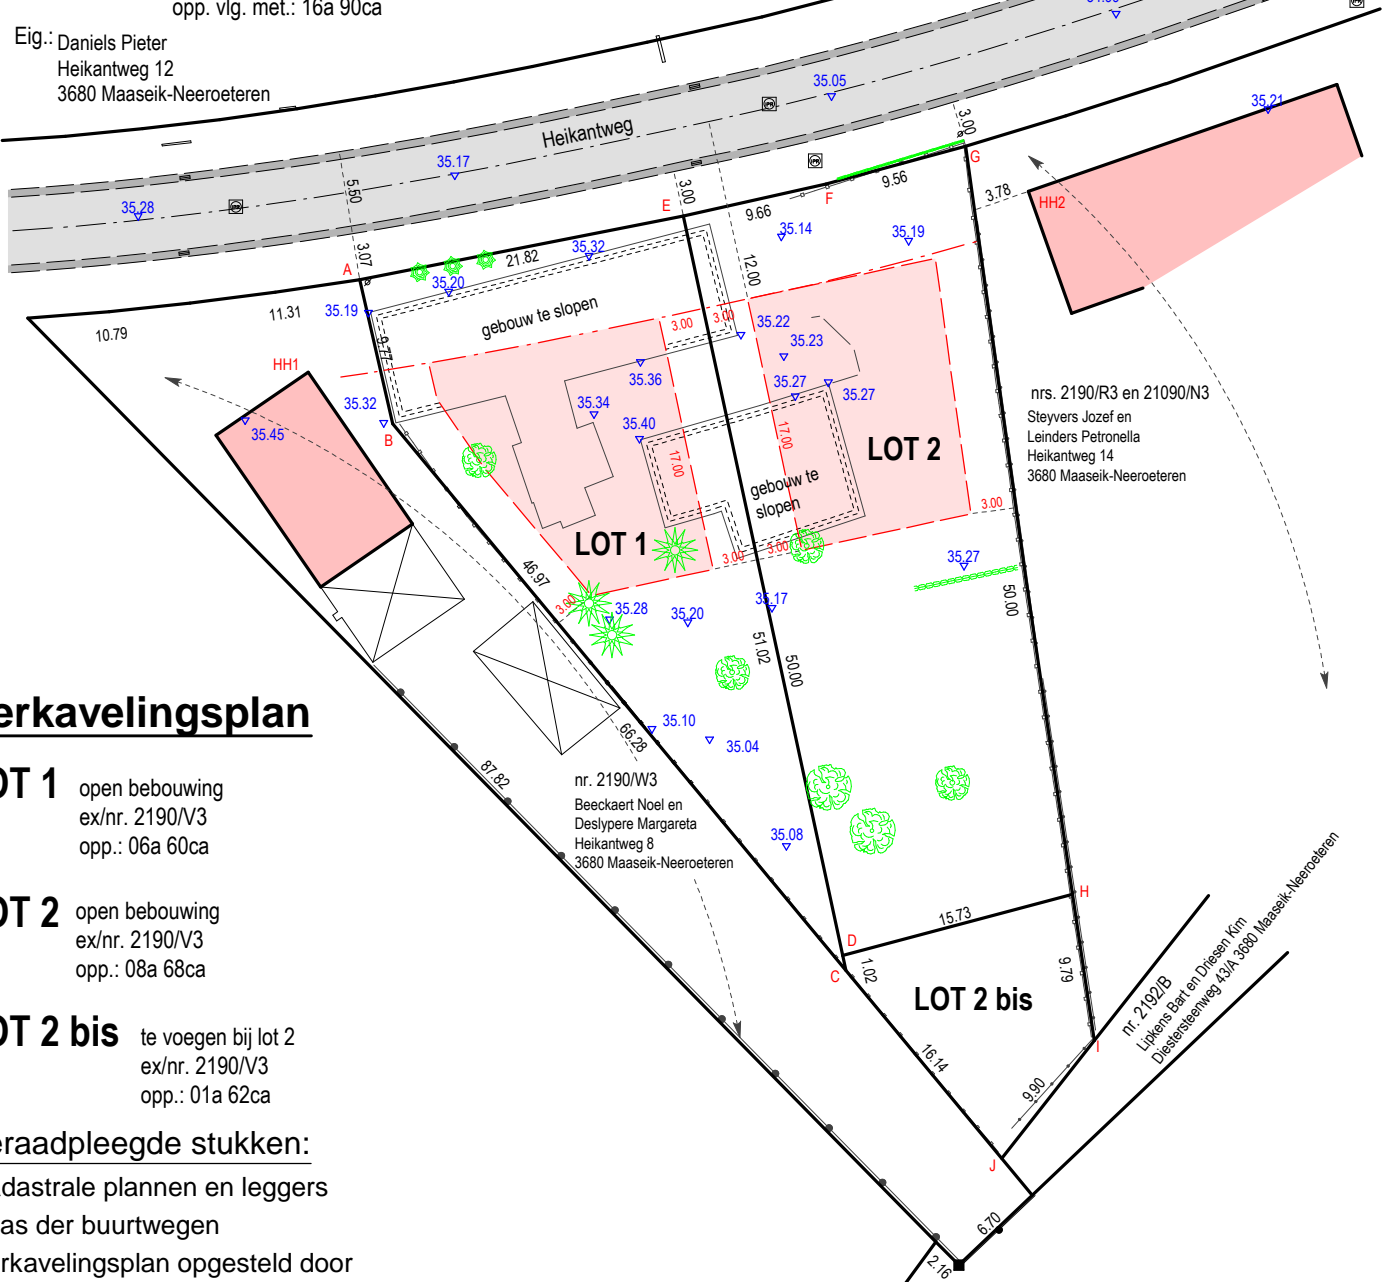 opp. vlg. met.: 16a 90ca
Eig.: Daniels Pieter
Heikantweg 12
3680 Maaseik-Neeroeteren
Heikantweg
35.28
35.17
35.05
35.21
5.50
3.07
3.00
3.00
A
E
F
G
HH2
3.78
9.56
9.66
21.82
12.00
35.14
35.19
35.32
35.20
35.19
11.31
10.79
9.77
gebouw te slopen
3.00
3.00
35.22
35.23
HH1
35.32
B
35.45
35.36
35.34
35.40
35.27
35.27
17.00
17.00
LOT 2
gebouw te
slopen
LOT 1
nrs. 2190/R3 en 21090/N3
Steyvers Jozef en
Leinders Petronella
Heikantweg 14
3680 Maaseik-Neeroeteren
3.00
3.00
3.00
3.00
46.97
35.28
35.20
35.17
35.27
50.00
51.02
50.00
35.10
35.04
66.28
87.82
nr. 2190/W3
Beeckaert Noel en
Deslypere Margareta
Heikantweg 8
3680 Maaseik-Neeroeteren
35.08
D
C
1.02
15.73
H
9.79
LOT 2 bis
16.14
I
9.90
J
6.70
2.16
nr. 2192/B
Lipkens Bart en Driesen Kim
Diestersteenweg 43/A 3680 Maaseik-Neeroeteren
erkavelingsplan
OT 1 open bebouwing
ex/nr. 2190/V3
opp.: 06a 60ca
OT 2 open bebouwing
ex/nr. 2190/V3
opp.: 08a 68ca
OT 2 bis te voegen bij lot 2
ex/nr. 2190/V3
opp.: 01a 62ca
eraadpleegde stukken:
adastrale plannen en leggers
as der buurtwegen
erkavelingsplan opgesteld door